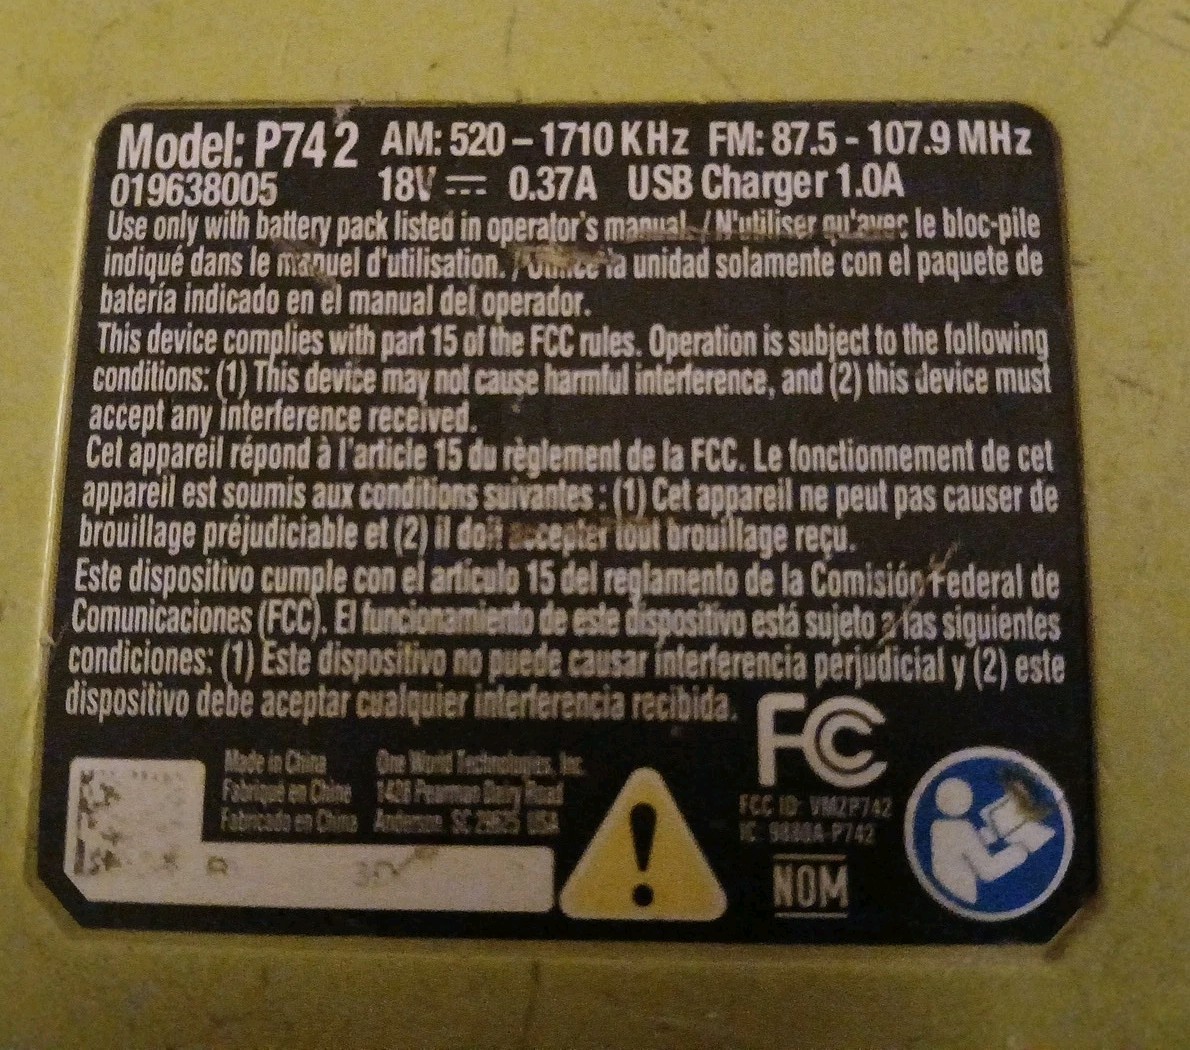 Model: P742 AM: 520 – 1710 KHz FM: 87.5 - 107.9 MHz
019638005 18V 0.37A USB Charger 1.0A
Use only with battery pack listed in operator's manual. / N'utiliser qu'avec le bloc-pile
indiqué dans le manuel d'utilisation. / Utilice la unidad solamente con el paquete de
batería indicado en el manual del operador.
This device complies with part 15 of the FCC rules. Operation is subject to the following
conditions: (1) This device may not cause harmful interference, and (2) this device must
accept any interference received.
Cet appareil répond à l'article 15 du règlement de la FCC. Le fonctionnement de cet
appareil est soumis aux conditions suivantes : (1) Cet appareil ne peut pas causer de
brouillage préjudiciable et (2) il doit accepter tout brouillage reçu.
Este dispositivo cumple con el artículo 15 del reglamento de la Comisión Federal de
Comunicaciones (FCC). El funcionamiento de este dispositivo está sujeto a las siguientes
condiciones: (1) Este dispositivo no puede causar interferencia perjudicial y (2) este
dispositivo debe aceptar cualquier interferencia recibida.
FC
Made in China One World Technologies, Inc.
Fabriqué en Chine 1428 Pearman Dairy Road
Fabricado en China Anderson SC 29625 USA
FCC ID: VMZP742
IC: 9880A-P742
NOM